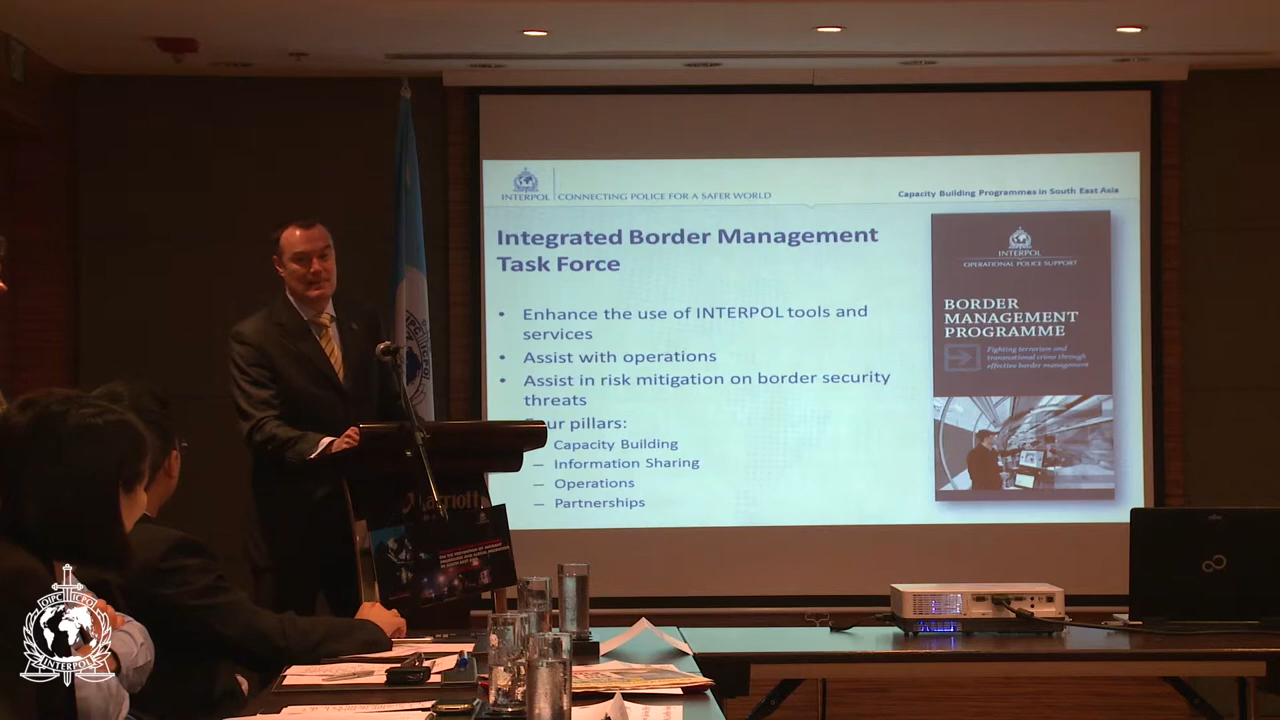 INTERPOL
CONNECTING POLICE FOR A SAFER WORLD
Capacity Building Programmes in South East Asia
Integrated Border Management
Task Force
• Enhance the use of INTERPOL tools and
services
• Assist with operations
• Assist in risk mitigation on border security
threats
pillars:
Capacity Building
– Information Sharing
– Operations
– Partnerships
INTERPOL
OPERATIONAL POLICE SUPPORT
BORDER
MANAGEMENT
PROGRAMME
Fighting terrorism and
transnational crime through
effective border management
OIPC ICPO
OIPC ICPO
INTERPOL